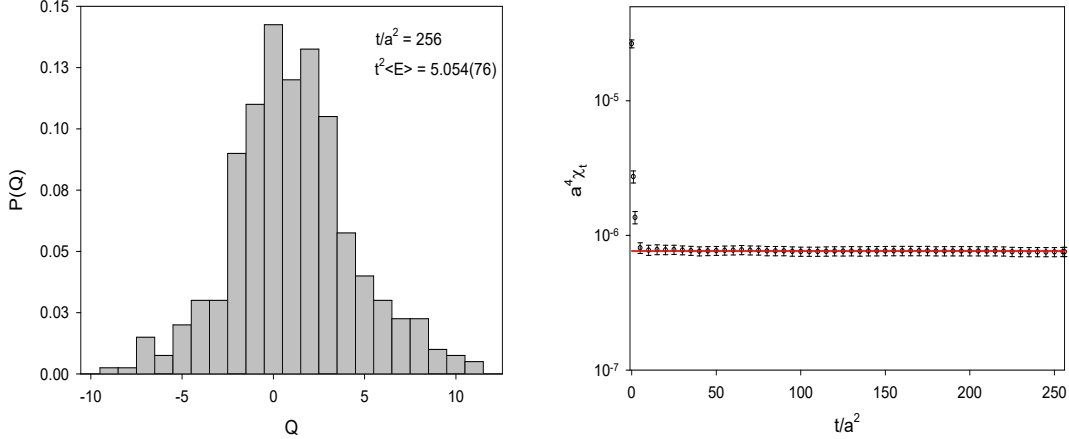 0.15
0.13
0.10
0.08
0.05
0.03
0.00
P(Q)
t/a² = 256
t²<E> = 5.054(76)
-10 -5 0 5 10
Q
10⁻⁵
10⁻⁶
10⁻⁷
a⁴χₜ
0 50 100 150 200 250
t/a²